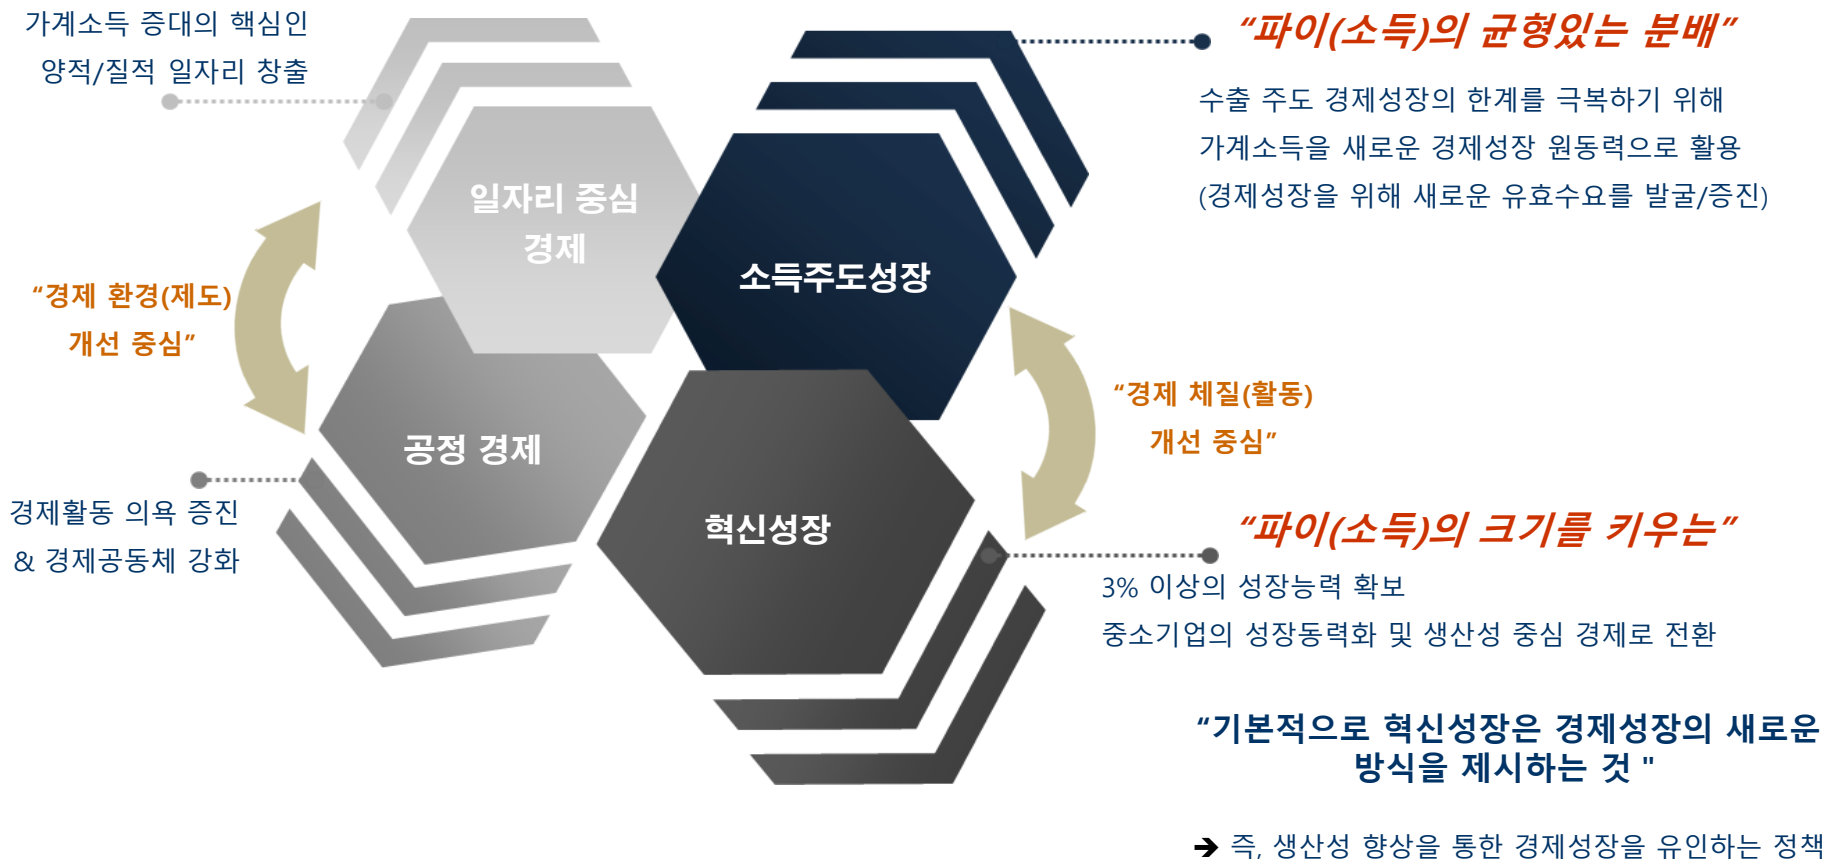 가계소득 증대의 핵심인
양적/질적 일자리 창출
“파이(소득)의 균형있는 분배”
수출 주도 경제성장의 한계를 극복하기 위해
가계소득을 새로운 경제성장 원동력으로 활용
(경제성장을 위해 새로운 유효수요를 발굴/증진)
일자리 중심
경제
소득주도성장
“경제 환경(제도)
개선 중심”
공정 경제
혁신성장
“경제 체질(활동)
개선 중심”
경제활동 의욕 증진
& 경제공동체 강화
“파이(소득)의 크기를 키우는”
3% 이상의 성장능력 확보
중소기업의 성장동력화 및 생산성 중심 경제로 전환
“기본적으로 혁신성장은 경제성장의 새로운
방식을 제시하는 것 "
➔ 즉, 생산성 향상을 통한 경제성장을 유인하는 정책